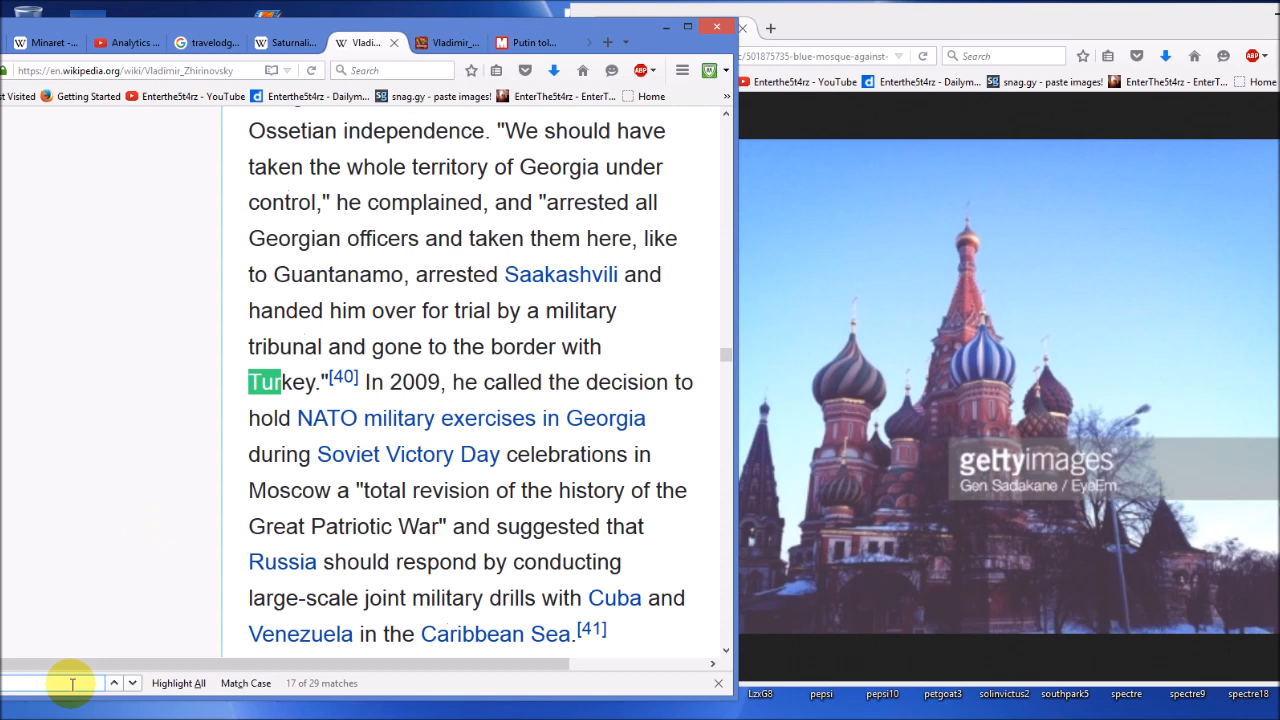 Minaret -...
Analytics ...
travelodg...
Saturnali...
Vladi...
Vladimir_...
Putin tol...
https://en.wikipedia.org/wiki/Vladimir_Zhirinovsky
Search
c/501875735-blue-mosque-against-
Search
st Visited
Getting Started
Enterthe5t4rz - YouTube
Enterthe5t4rz - Dailym...
snag.gy - paste images!
EnterThe5t4rz - EnterT...
Home
»
Enterthe5t4rz - YouTube
Enterthe5t4rz - Dailym...
snag.gy - paste images!
EnterThe5t4rz - EnterT...
Home
Ossetian independence. "We should have
taken the whole territory of Georgia under
control," he complained, and "arrested all
Georgian officers and taken them here, like
to Guantanamo, arrested Saakashvili and
handed him over for trial by a military
tribunal and gone to the border with
Turkey."[40] In 2009, he called the decision to
hold NATO military exercises in Georgia
during Soviet Victory Day celebrations in
Moscow a "total revision of the history of the
Great Patriotic War" and suggested that
Russia should respond by conducting
large-scale joint military drills with Cuba and
Venezuela in the Caribbean Sea.[41]
Highlight All
Match Case
17 of 29 matches
gettyimages
Gen Sadakane / EyeEm
LzxG8
pepsi
pepsi10
petgoat3
solinvictus2
southpark5
spectre
spectre9
spectre18